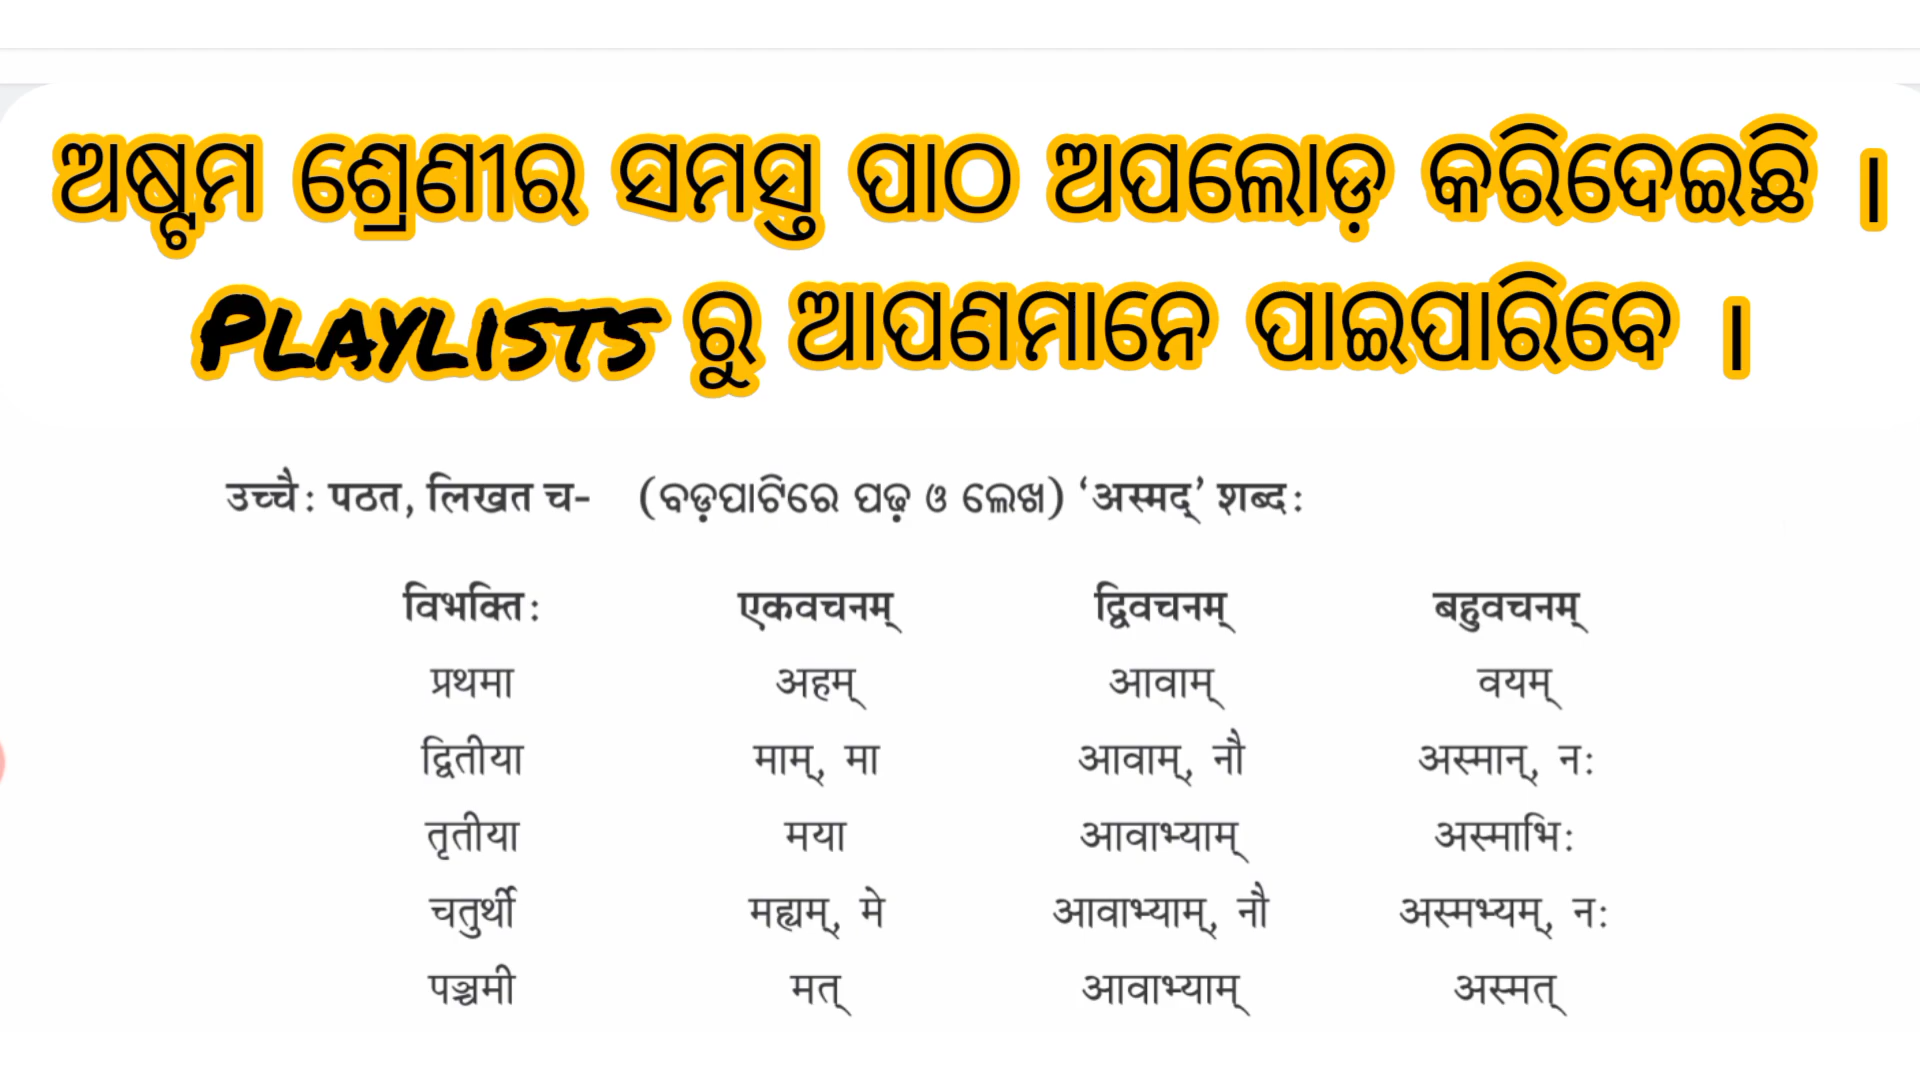 ଅଷ୍ଟମ ଶ୍ରେଣୀର ସମସ୍ତ ପାଠ ଅପଲୋଡ଼ କରିଦେଇଛି ।
PLAYLISTS ରୁ ଆପଣମାନେ ପାଇପାରିବେ ।
उच्चैः पठत, लिखत च- (ବଡ଼ପାଟିରେ ପଢ଼ ଓ ଲେଖ) ‘अस्मद्’ शब्दः
विभक्तिः एकवचनम् द्विवचनम् बहुवचनम्
प्रथमा अहम् आवाम् वयम्
द्वितीया माम्, मा आवाम्, नौ अस्मान्, नः
तृतीया मया आवाभ्याम् अस्माभिः
चतुर्थी मह्यम्, मे आवाभ्याम्, नौ अस्मभ्यम्, नः
पञ्चमी मत् आवाभ्याम् अस्मत्